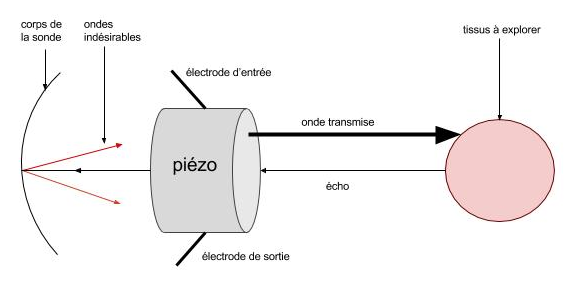 corps de
la sonde
ondes
indésirables
électrode d'entrée
tissus à explorer
onde transmise
piézo
écho
électrode de sortie